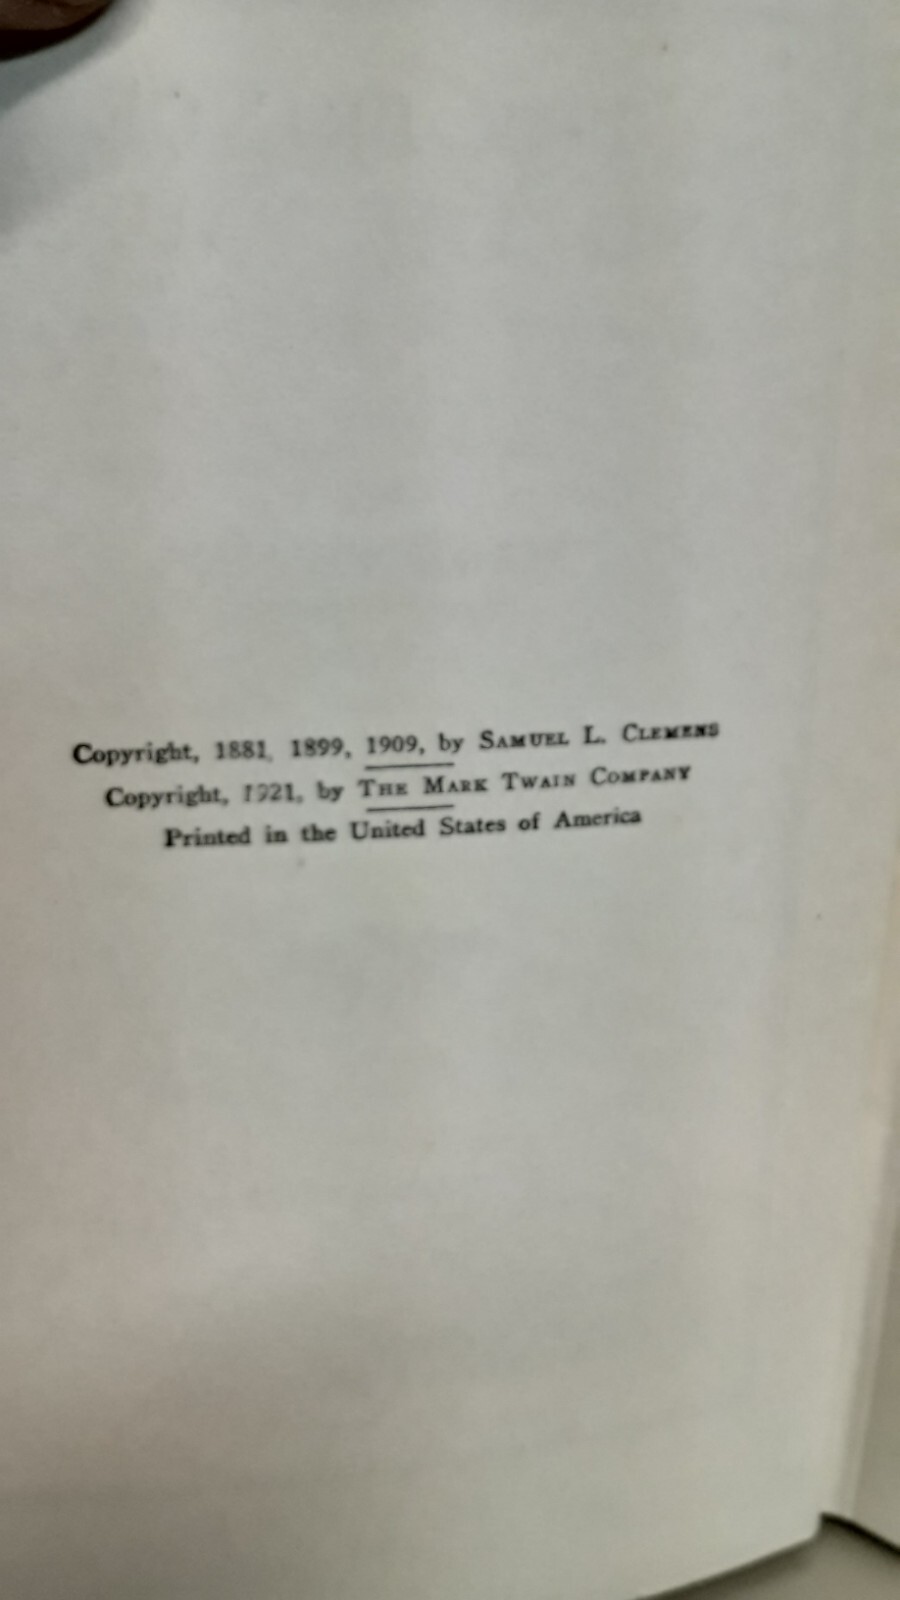 Copyright, 1881, 1899, 1909, by SAMUEL L. CLEMENS
Copyright, 1921, by THE MARK TWAIN COMPANY
Printed in the United States of America